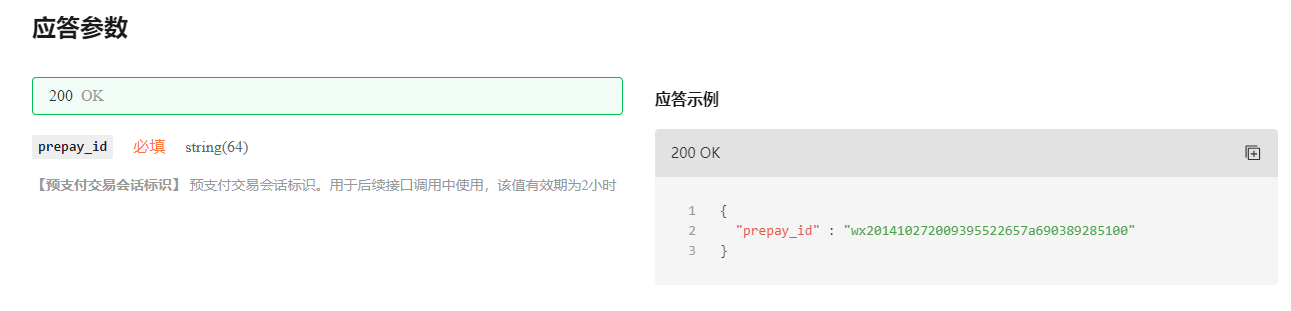 应答参数
200 OK
prepay_id 必填 string(64)
【预支付交易会话标识】 预支付交易会话标识。用于后续接口调用中使用，该值有效期为2小时
应答示例
200 OK
1 {
2 "prepay_id" : "wx201410272009395522657a690389285100"
3 }